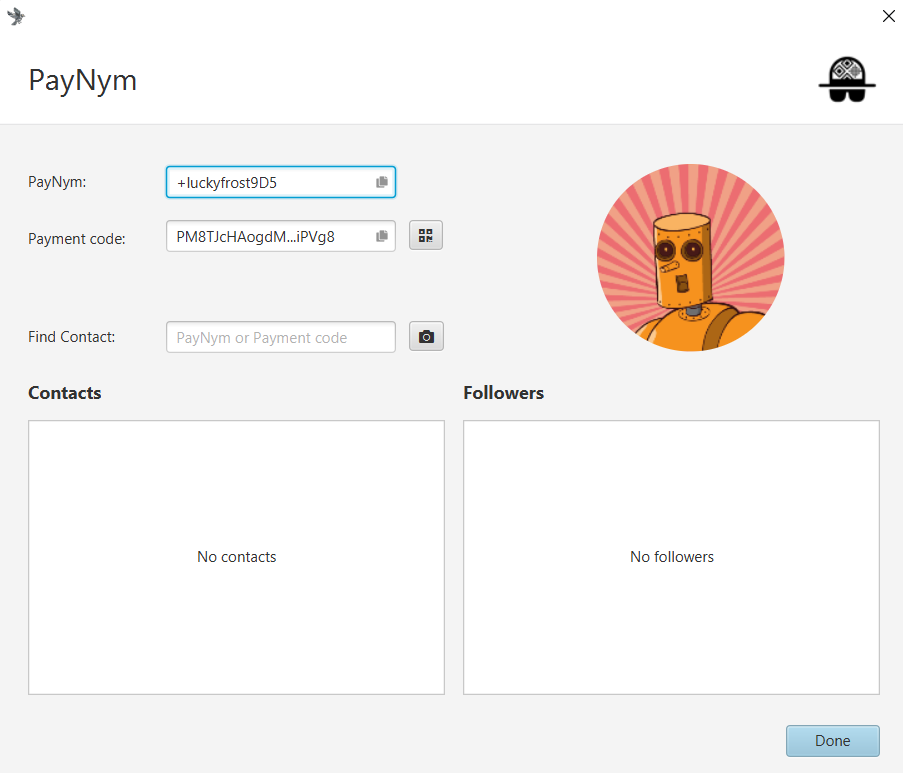 PayNym
PayNym:
+luckyfrost9D5
Payment code:
PM8TJcHAogdM...iPVg8
Find Contact:
PayNym or Payment code
Contacts
Followers
No contacts
No followers
Done